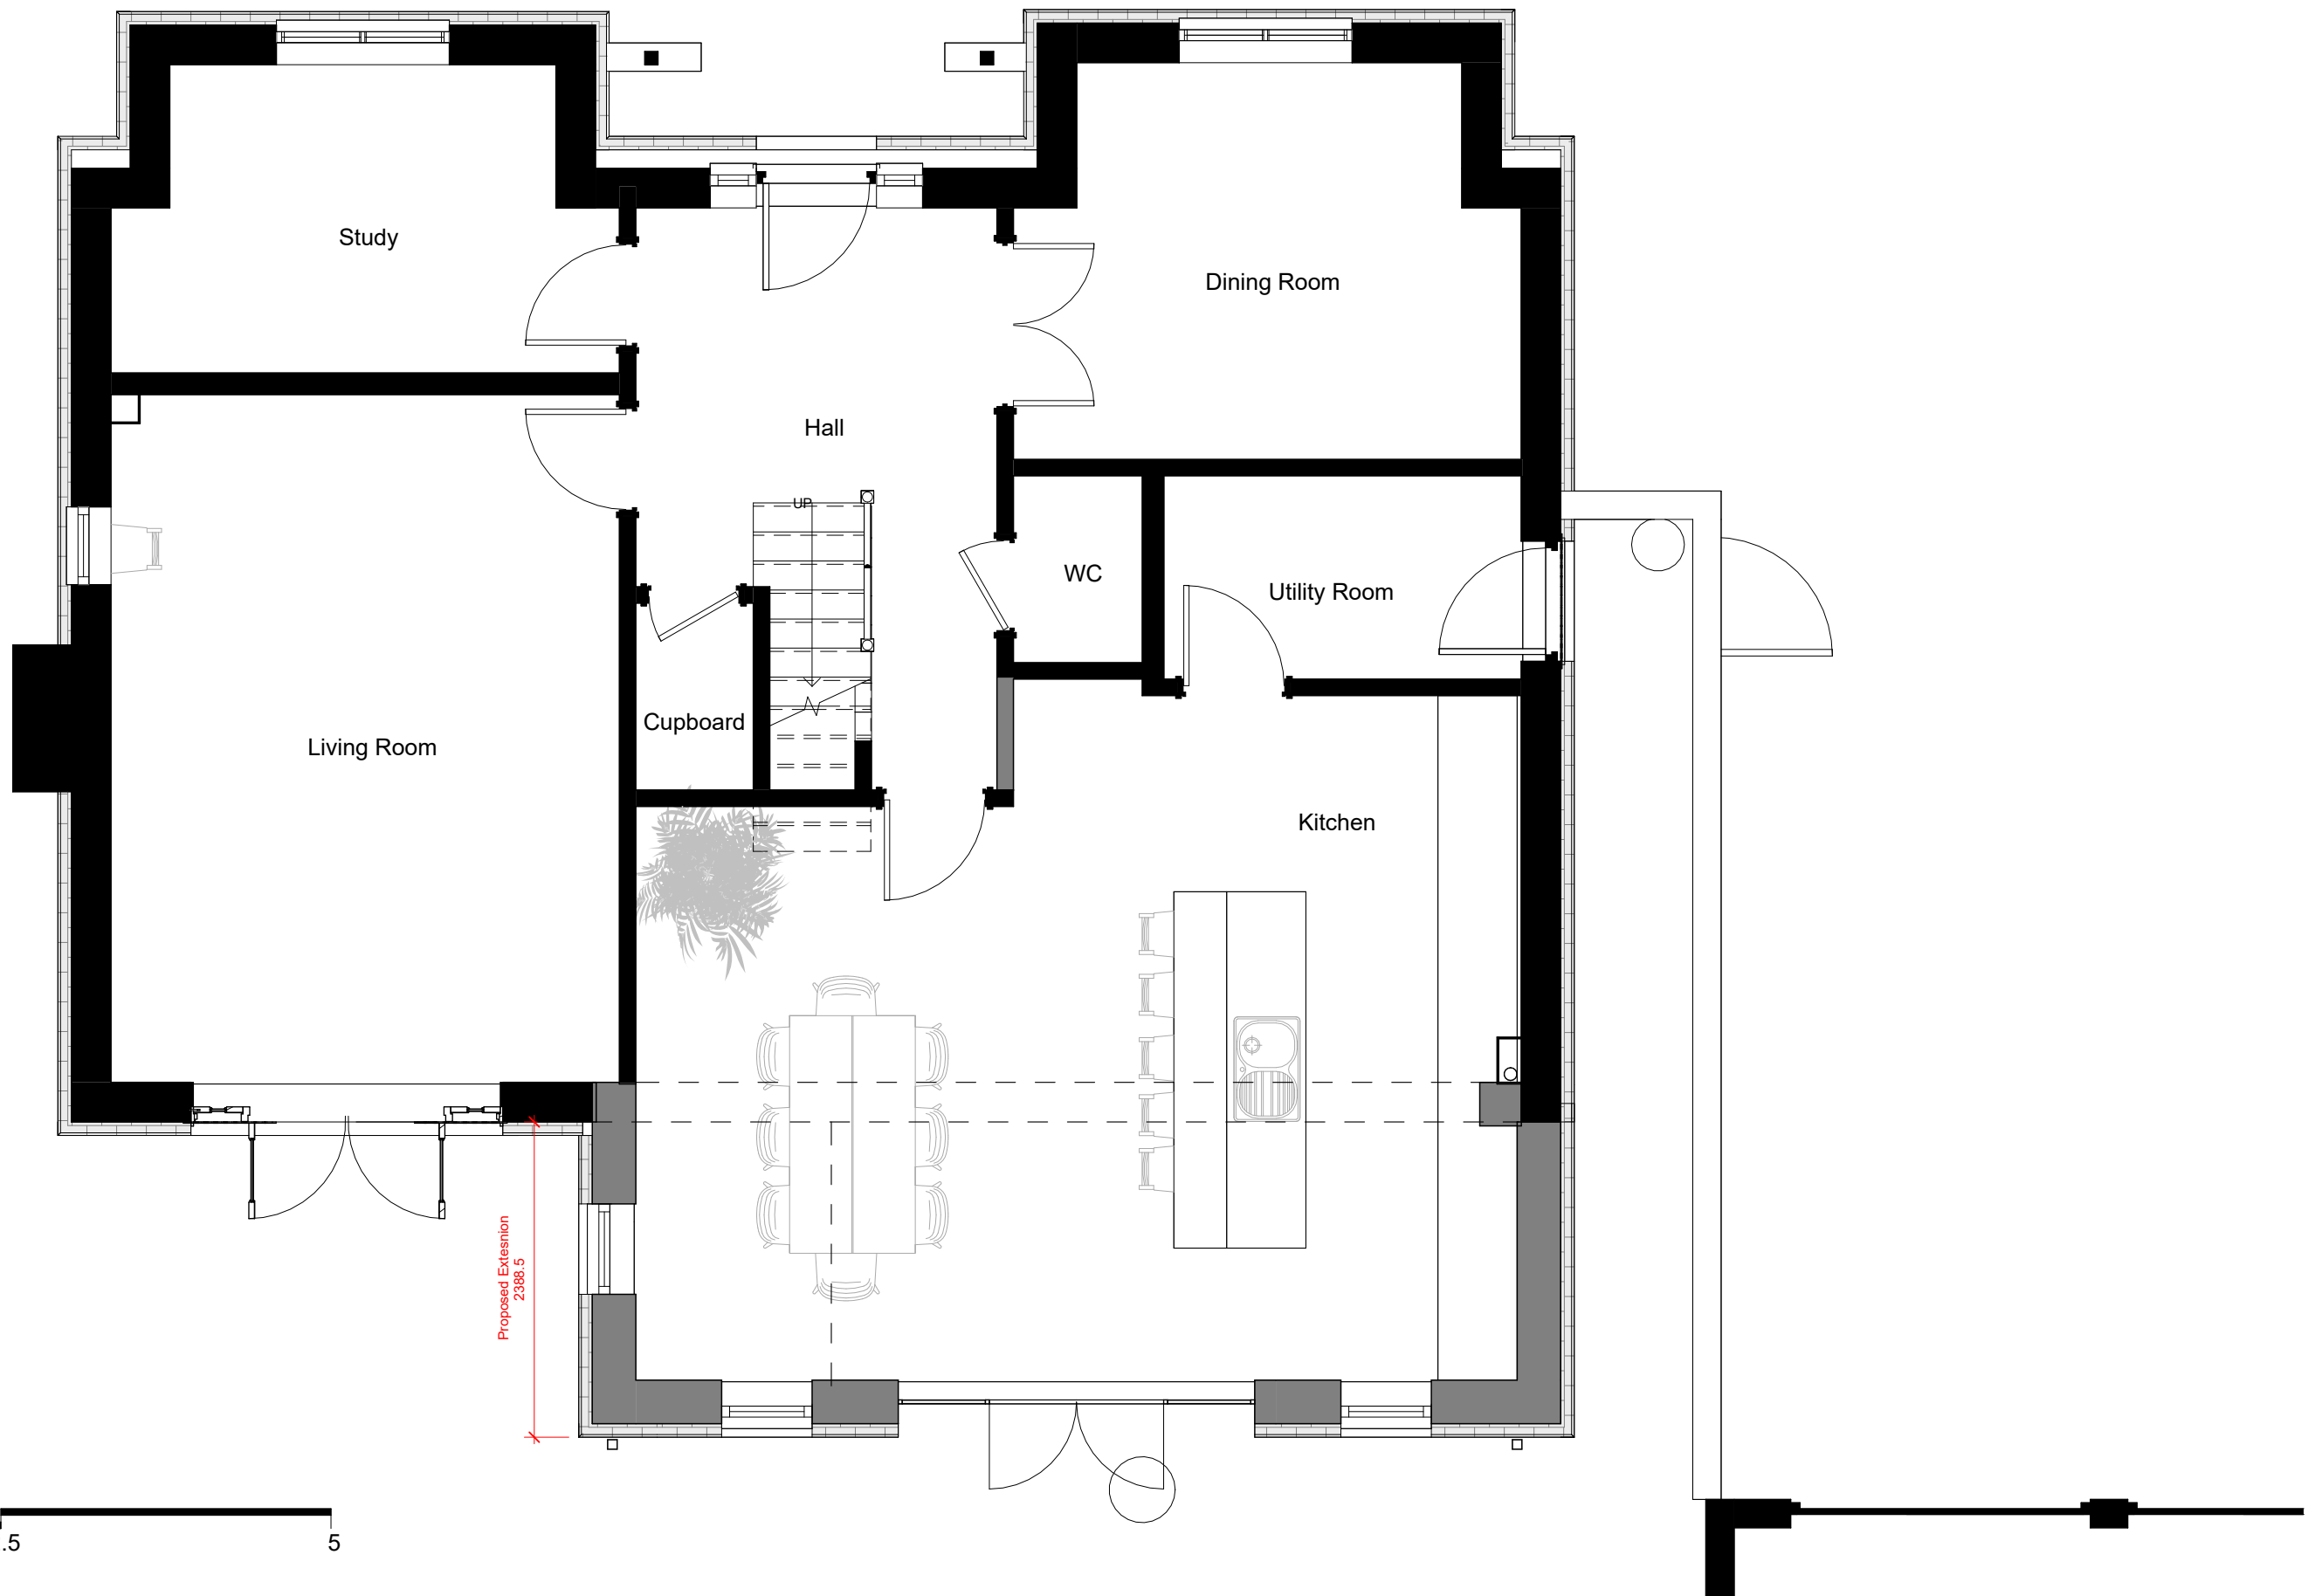 Study
Dining Room
Hall
UP
WC
Utility Room
Cupboard
Living Room
Kitchen
Proposed Extesnion
2388.5
.5
5